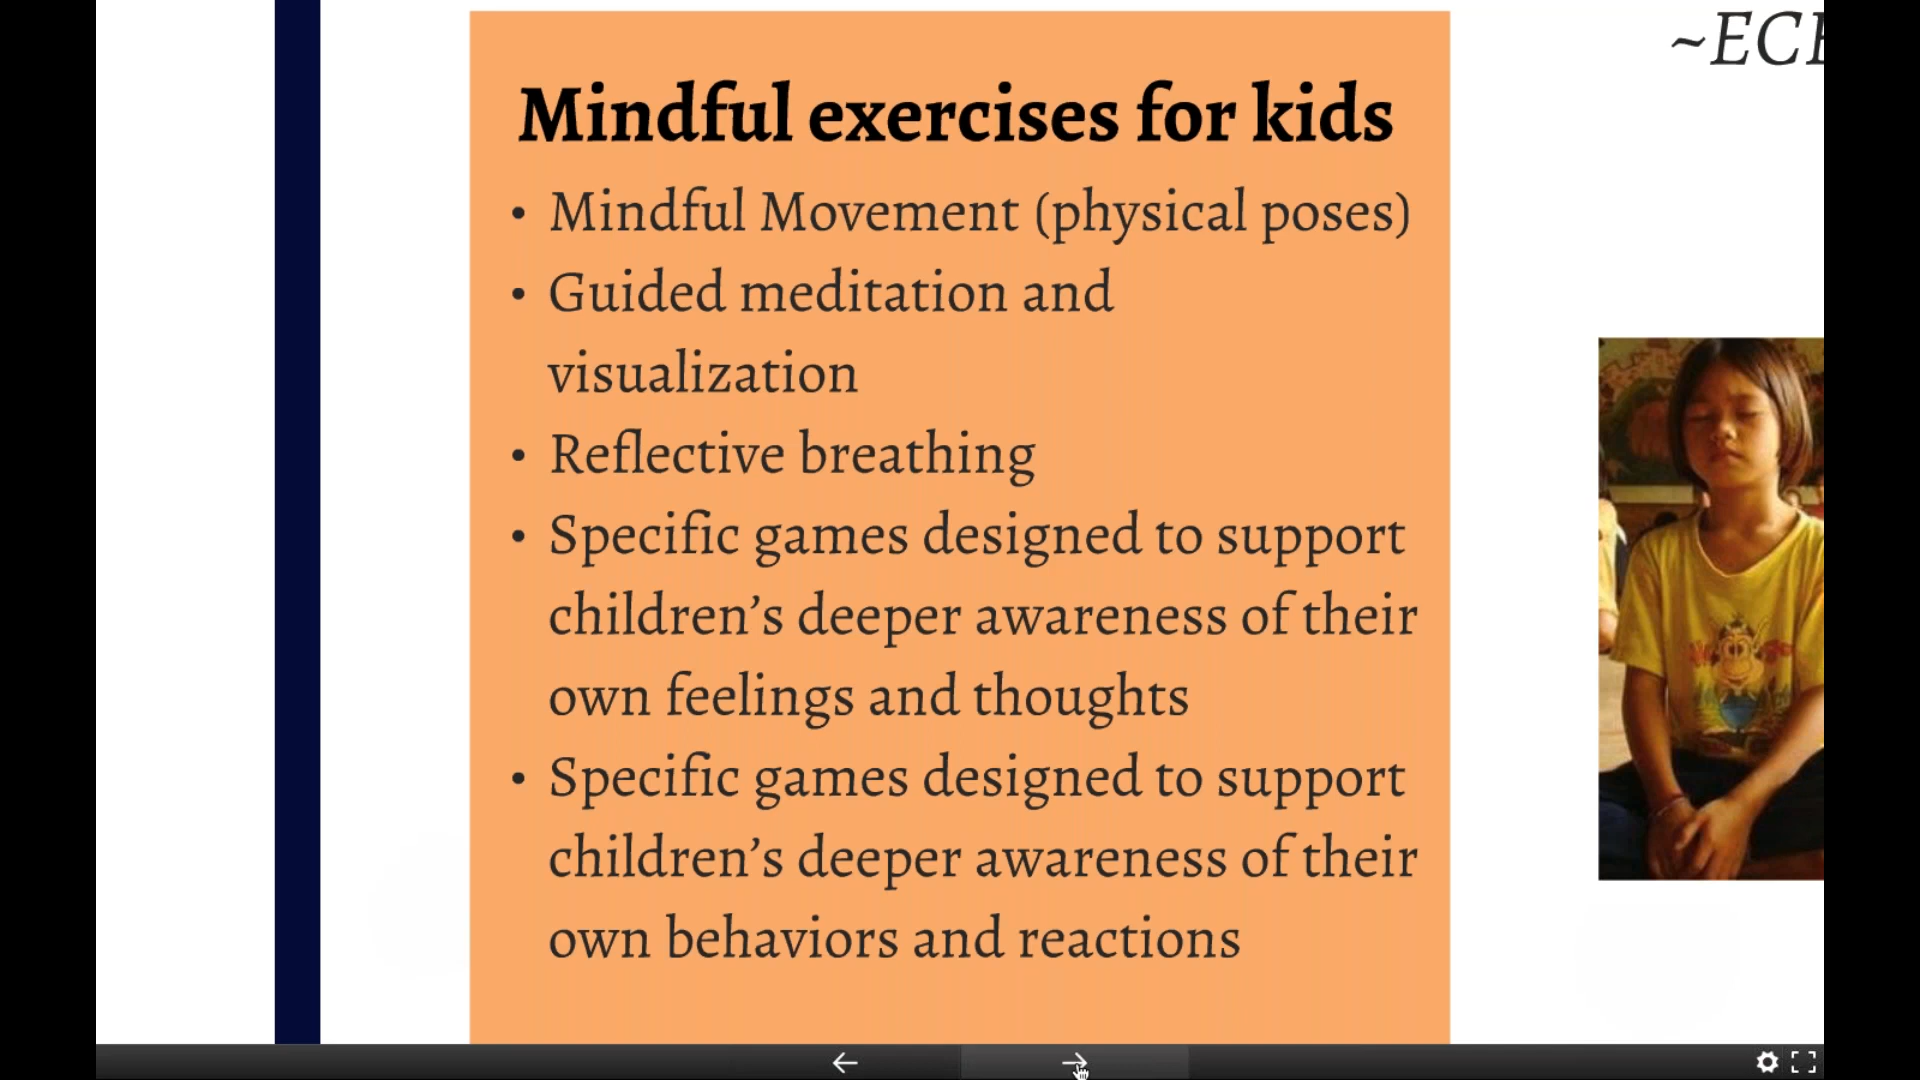 ~EC
Mindful exercises for kids
• Mindful Movement (physical poses)
• Guided meditation and
visualization
• Reflective breathing
• Specific games designed to support
children’s deeper awareness of their
own feelings and thoughts
• Specific games designed to support
children’s deeper awareness of their
own behaviors and reactions